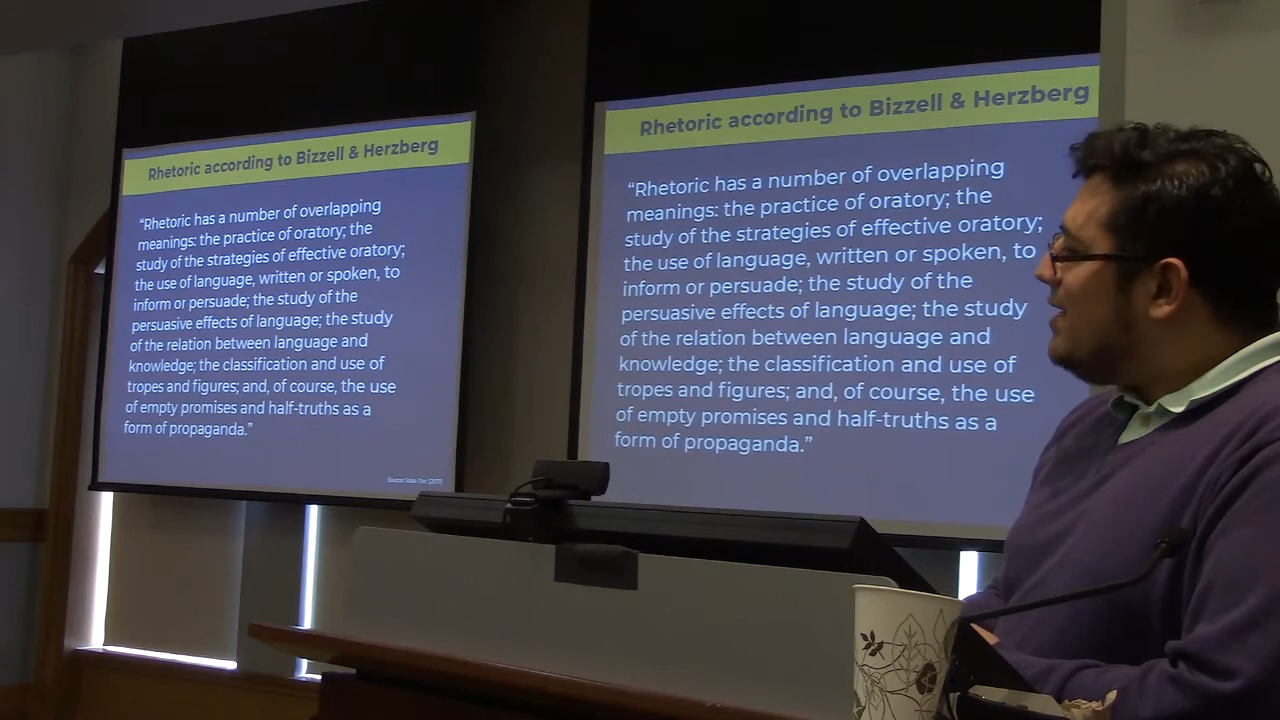 Rhetoric according to Bizzell & Herzberg
“Rhetoric has a number of overlapping
meanings: the practice of oratory; the
study of the strategies of effective oratory;
the use of language, written or spoken, to
inform or persuade; the study of the
persuasive effects of language; the study
of the relation between language and
knowledge; the classification and use of
tropes and figures; and, of course, the use
of empty promises and half-truths as a
form of propaganda.”
Rhetoric according to Bizzell & Herzberg
“Rhetoric has a number of overlapping
meanings: the practice of oratory; the
study of the strategies of effective oratory;
the use of language, written or spoken, to
inform or persuade; the study of the
persuasive effects of language; the study
of the relation between language and
knowledge; the classification and use of
tropes and figures; and, of course, the use
of empty promises and half-truths as a
form of propaganda.”